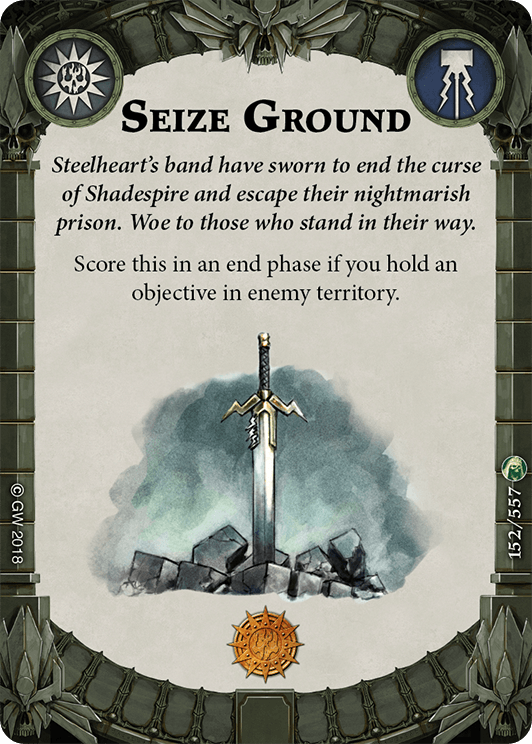 Seize Ground
Steelheart's band have sworn to end the curse
of Shadespire and escape their nightmarish
prison. Woe to those who stand in their way.
Score this in an end phase if you hold an
objective in enemy territory.
© GW 2018
152/557